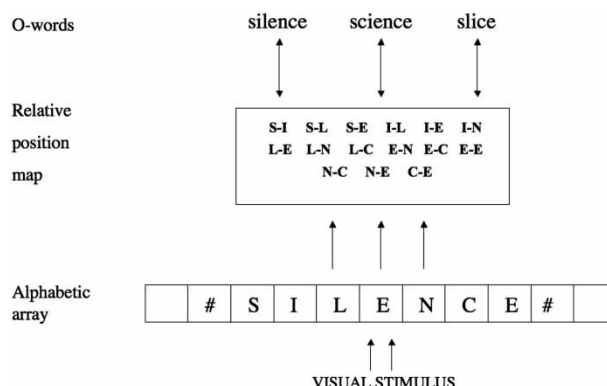 O-words silence science slice
Relative
position
map
S-I S-L S-E I-L I-E I-N
L-E L-N L-C E-N E-C E-E
N-C N-E C-E
Alphabetic
array
# S I L E N C E #
VISUAL STIMULUS